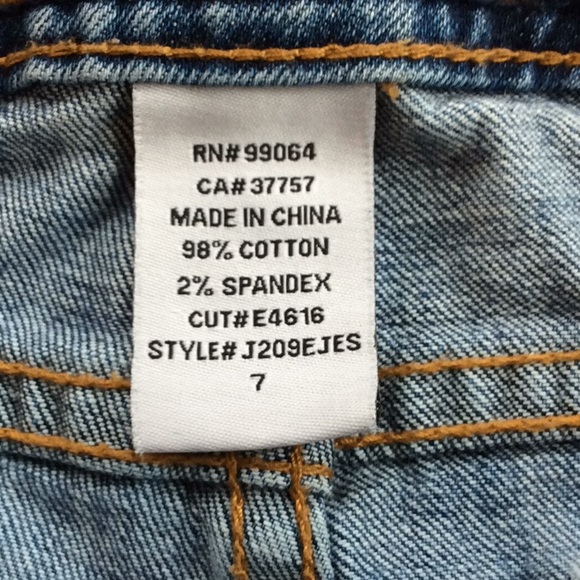 RN# 99064
CA# 37757
MADE IN CHINA
98% COTTON
2% SPANDEX
CUT#E4616
STYLE#J209EJES
7